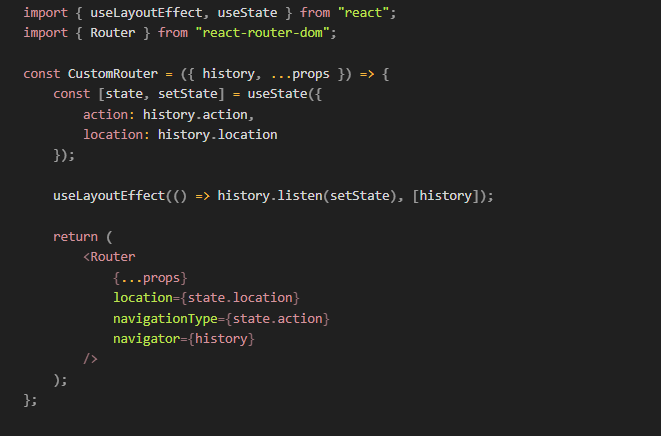 import { useLayoutEffect, useState } from "react";
import { Router } from "react-router-dom";

const CustomRouter = ({ history, ...props }) => {
    const [state, setState] = useState({
        action: history.action,
        location: history.location
    });

    useLayoutEffect(() => history.listen(setState), [history]);

    return (
        <Router
            {...props}
            location={state.location}
            navigationType={state.action}
            navigator={history}
        />
    );
};